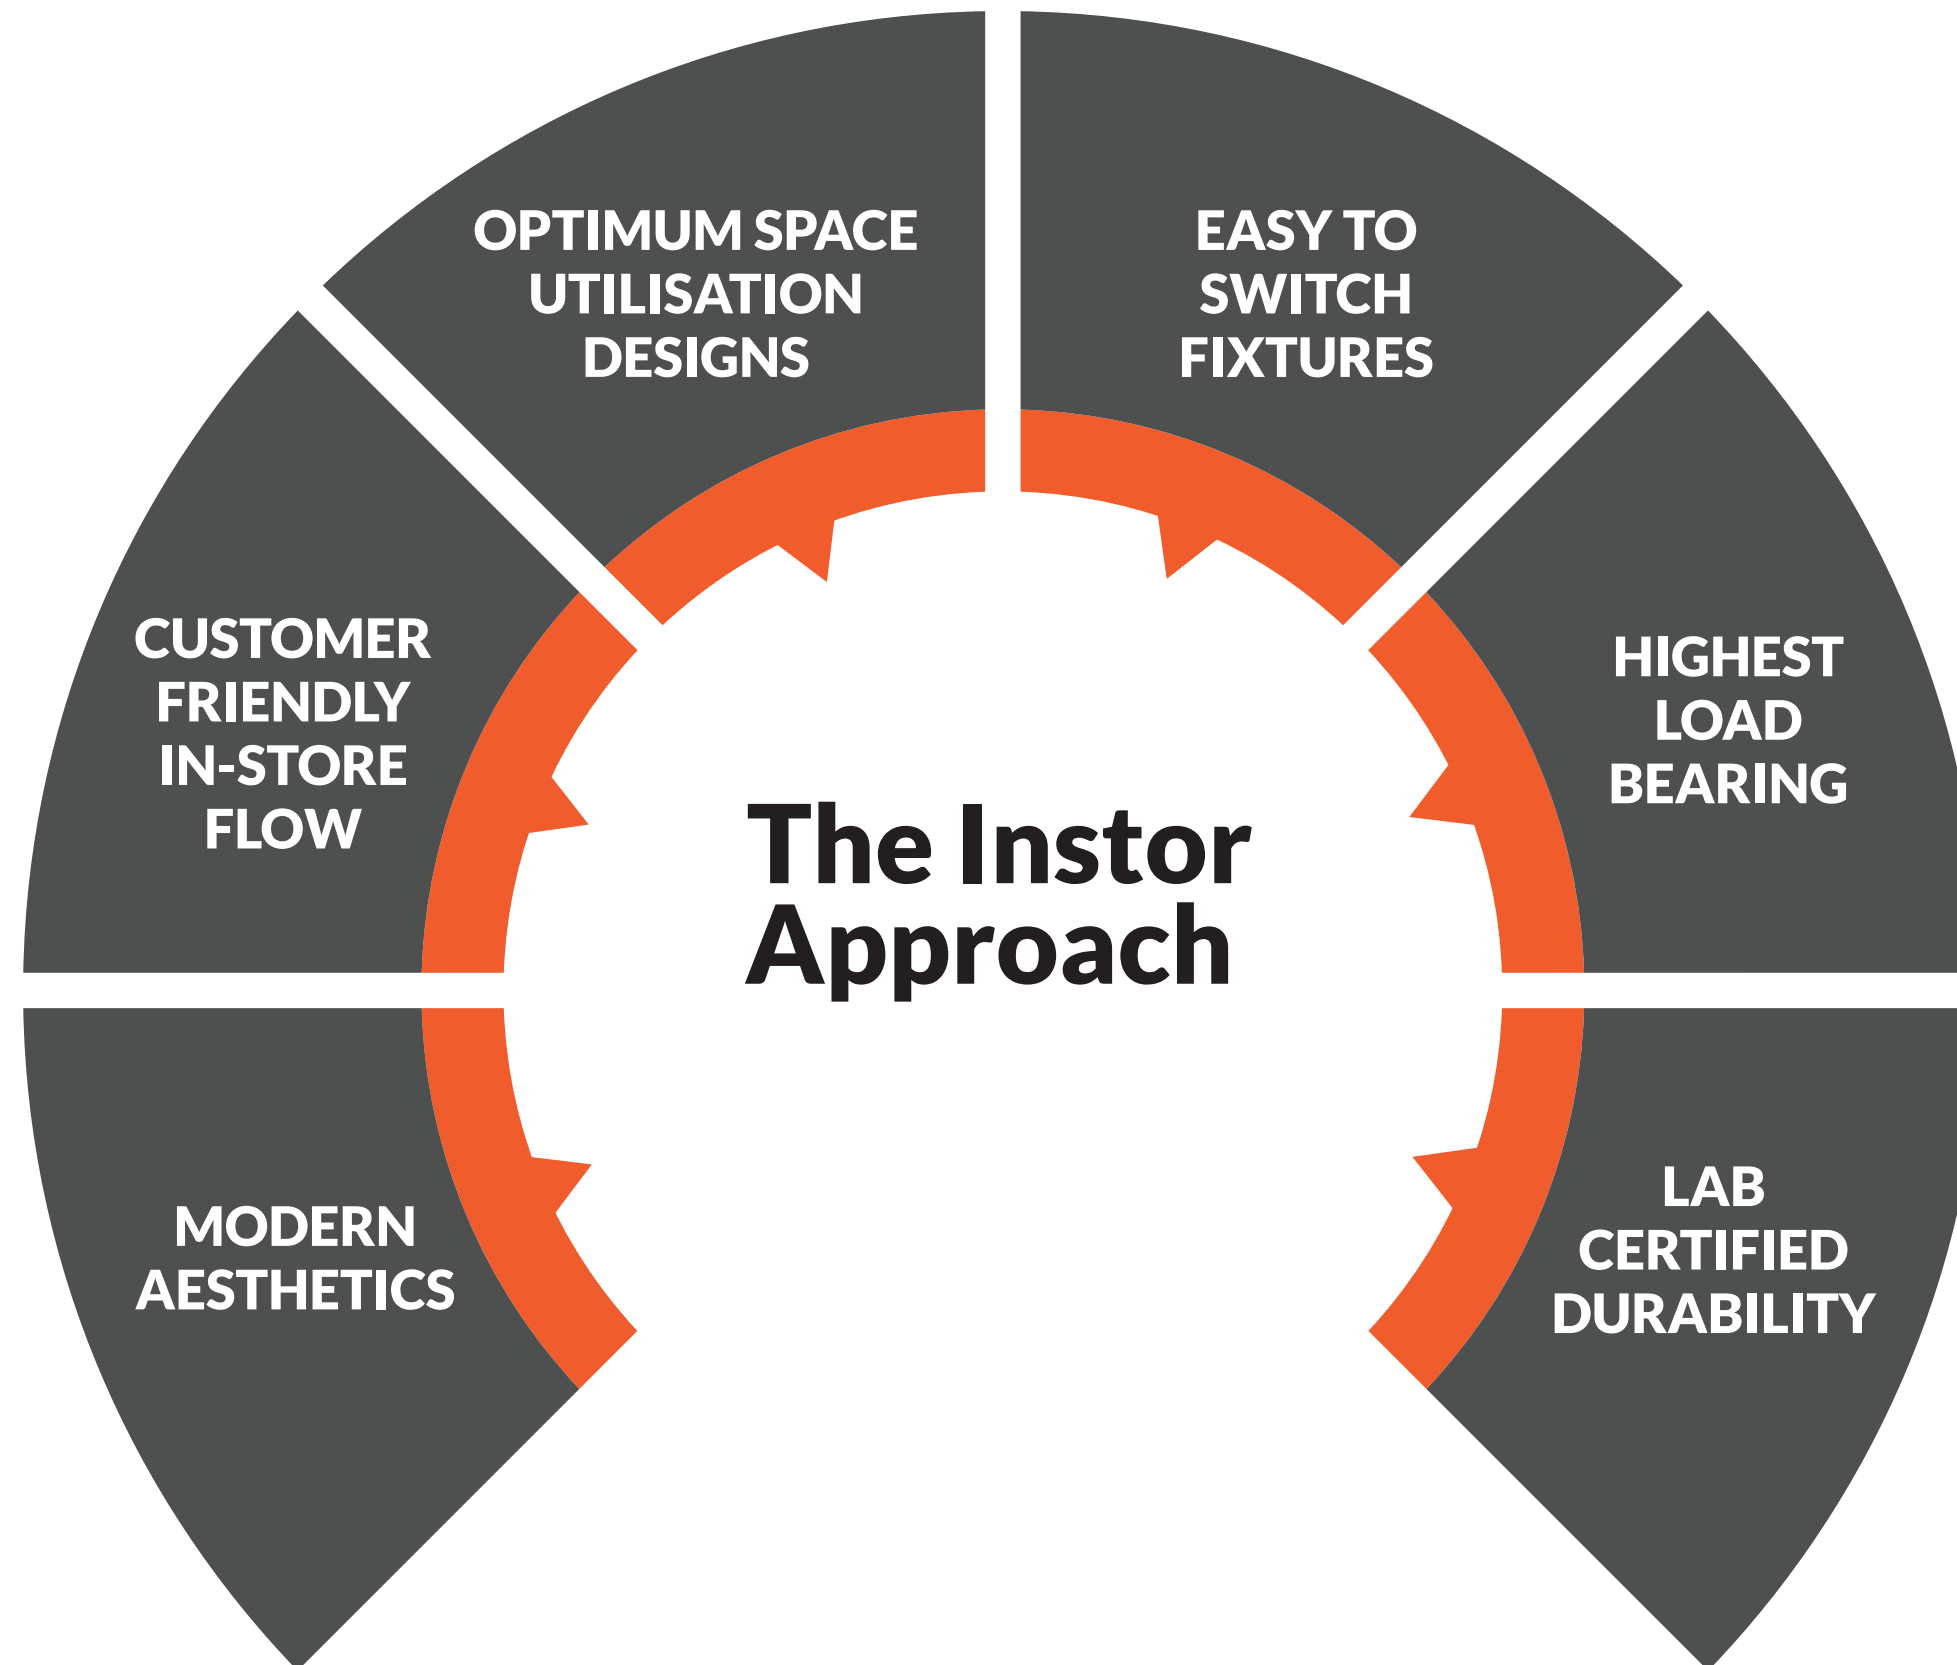 OPTIMUM SPACE
UTILISATION
DESIGNS
EASY TO
SWITCH
FIXTURES
CUSTOMER
FRIENDLY
IN-STORE
FLOW
HIGHEST
LOAD
BEARING
The Instor
Approach
MODERN
AESTHETICS
LAB
CERTIFIED
DURABILITY